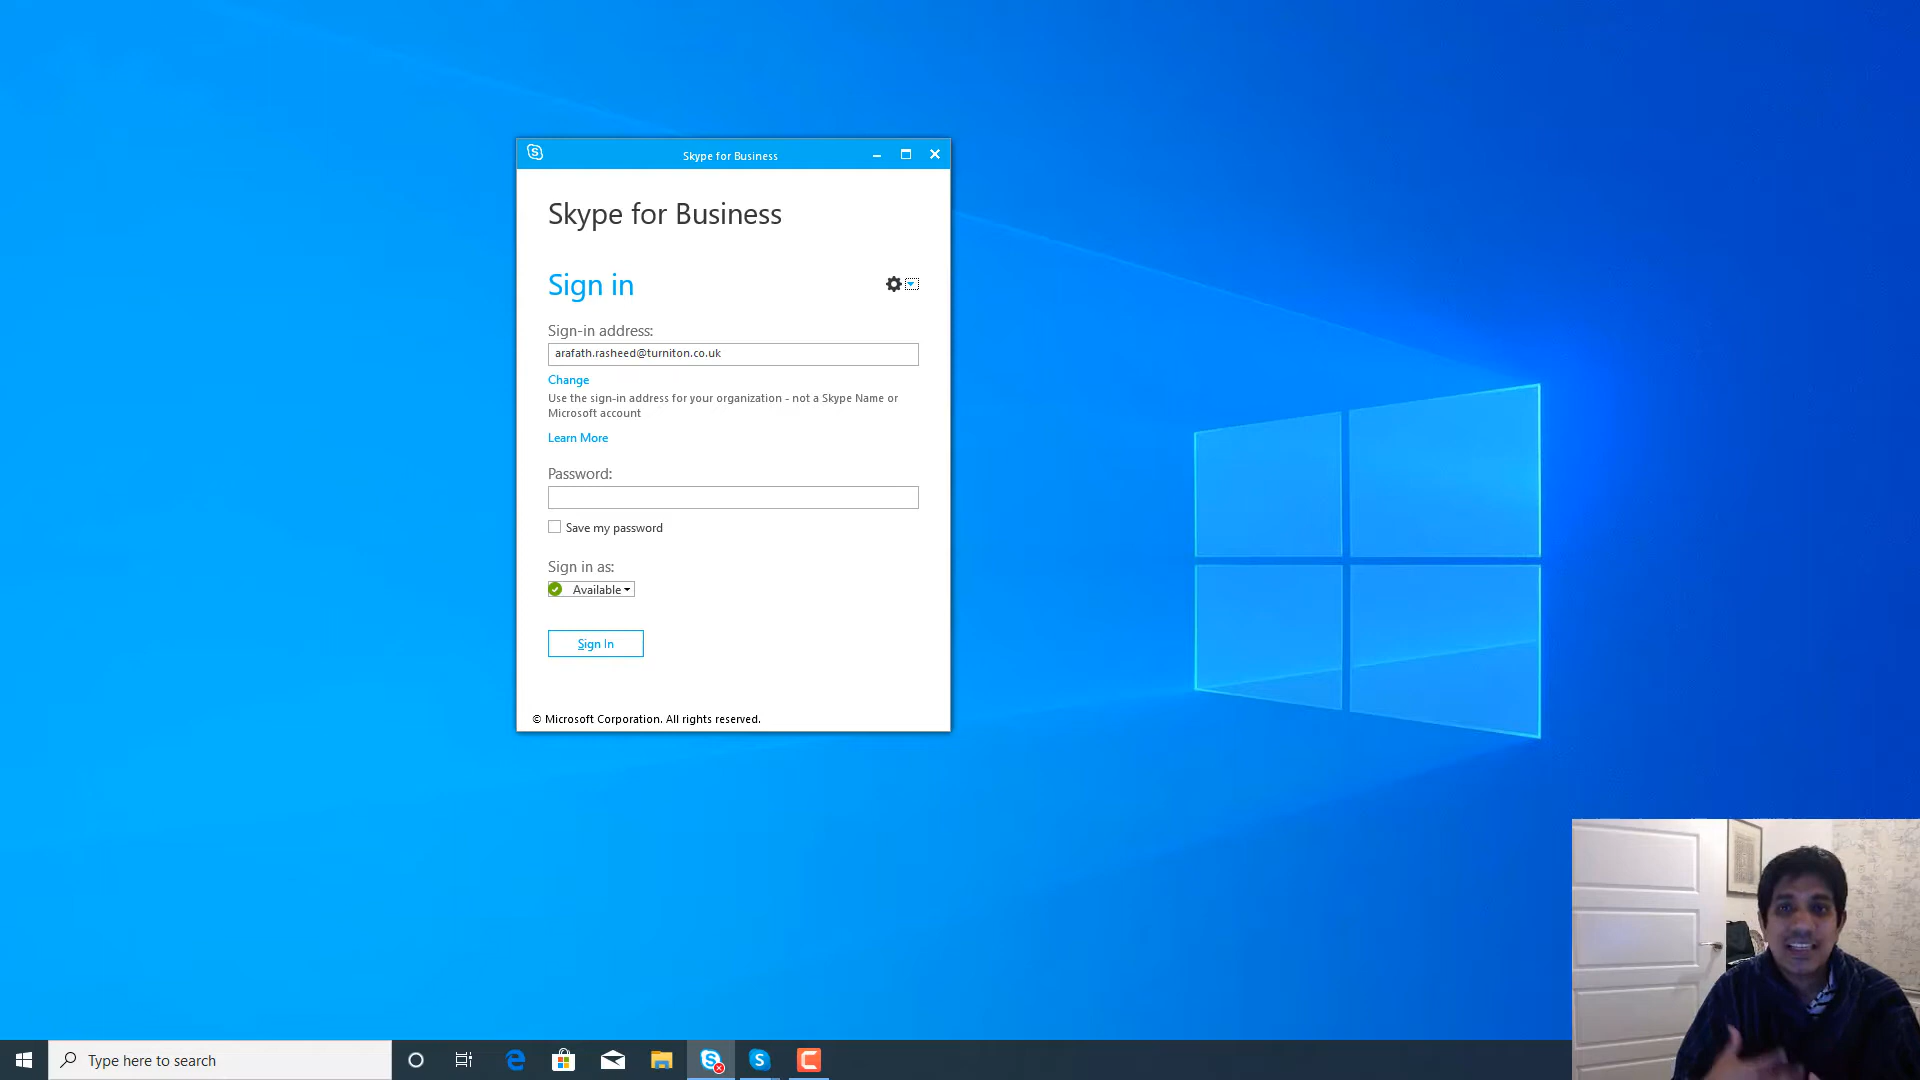 Skype for Business
Skype for Business
Sign in
Sign-in address:
arafath.rasheed@turniton.co.uk
Change
Use the sign-in address for your organization - not a Skype Name or
Microsoft account
Learn More
Password:
Save my password
Sign in as:
Available
Sign In
© Microsoft Corporation. All rights reserved.
Type here to search